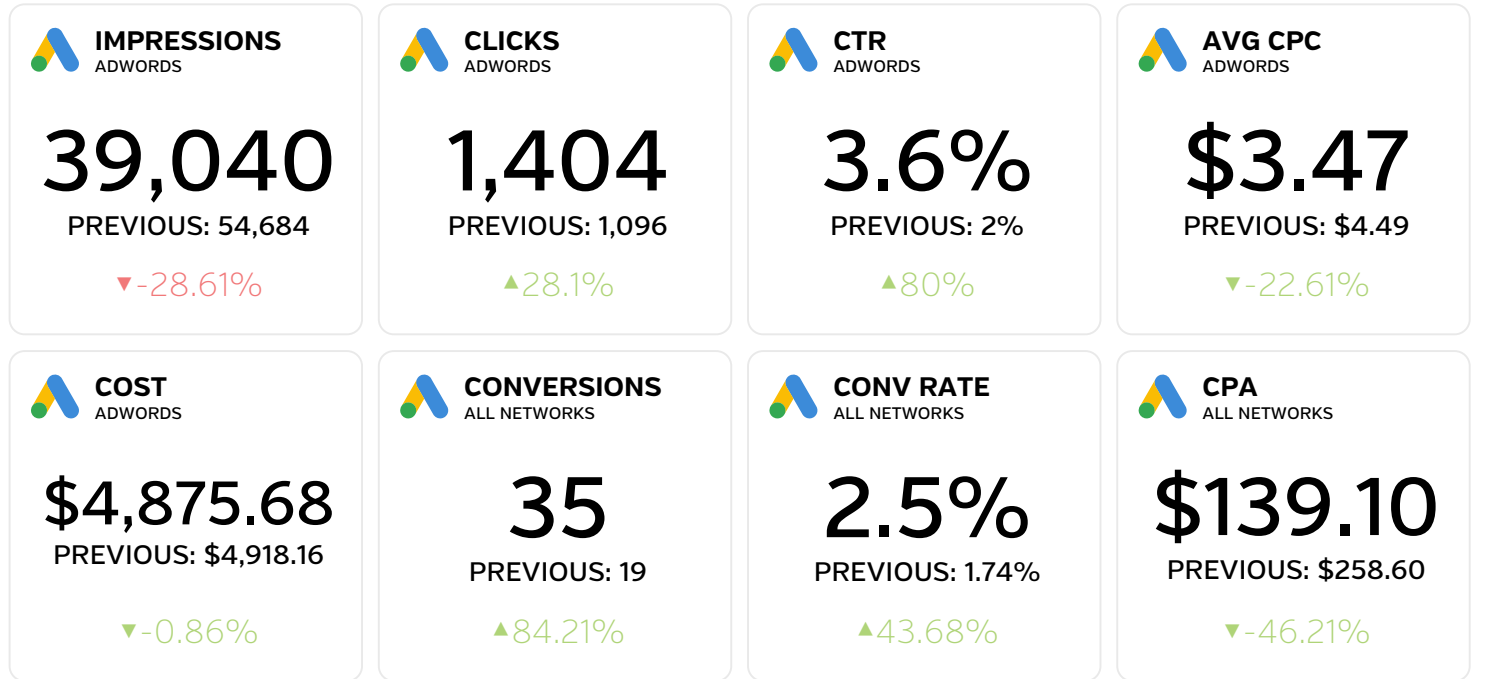 IMPRESSIONS
ADWORDS
39,040
PREVIOUS: 54,684
▼-28.61%
CLICKS
ADWORDS
1,404
PREVIOUS: 1,096
▲28.1%
CTR
ADWORDS
3.6%
PREVIOUS: 2%
▲80%
AVG CPC
ADWORDS
$3.47
PREVIOUS: $4.49
▼-22.61%
COST
ADWORDS
$4,875.68
PREVIOUS: $4,918.16
▼-0.86%
CONVERSIONS
ALL NETWORKS
35
PREVIOUS: 19
▲84.21%
CONV RATE
ALL NETWORKS
2.5%
PREVIOUS: 1.74%
▲43.68%
CPA
ALL NETWORKS
$139.10
PREVIOUS: $258.60
▼-46.21%